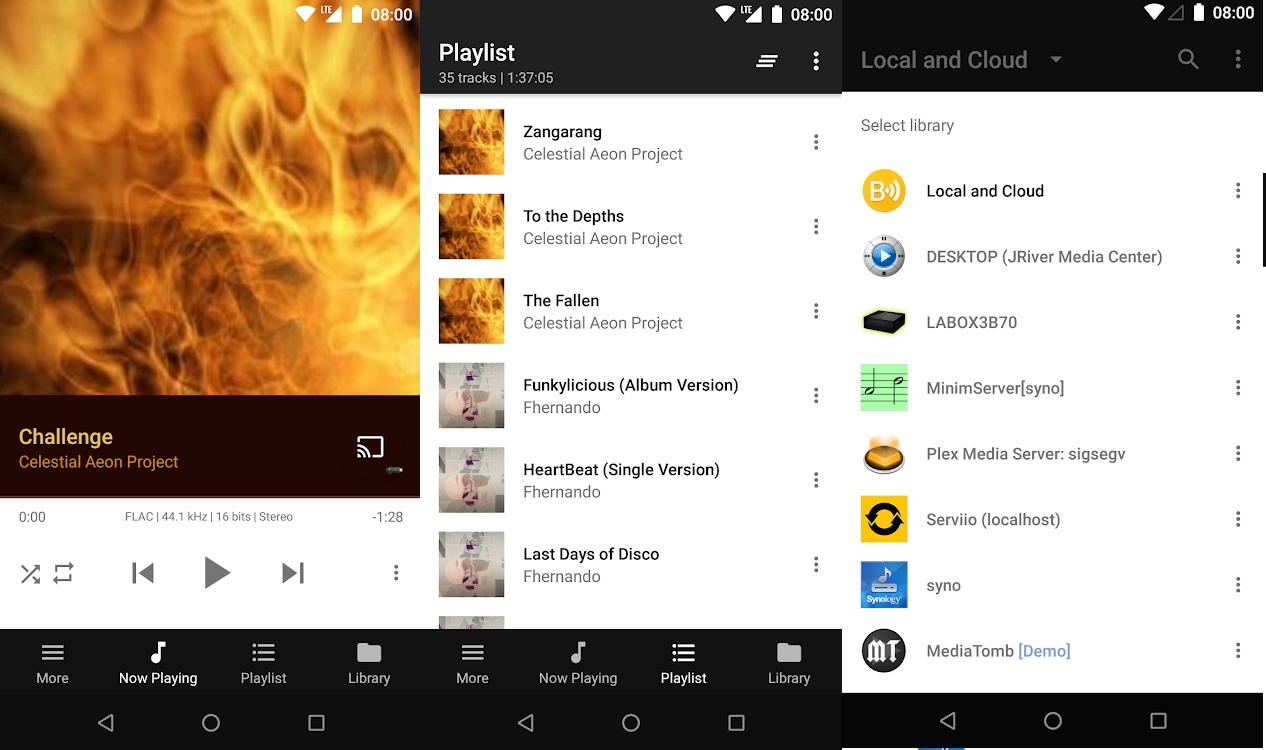 LTE 08:00
Challenge
Celestial Aeon Project
0:00 FLAC | 44.1 kHz | 16 bits | Stereo -1:28
More Now Playing Playlist Library
LTE 08:00
Playlist
35 tracks | 1:37:05
Zangarang
Celestial Aeon Project
To the Depths
Celestial Aeon Project
The Fallen
Celestial Aeon Project
Funkylicious (Album Version)
Fhernando
HeartBeat (Single Version)
Fhernando
Last Days of Disco
Fhernando
More Now Playing Playlist Library
08:00
Local and Cloud
Select library
B Local and Cloud
DESKTOP (JRiver Media Center)
LABOX3B70
MinimServer[syno]
Plex Media Server: sigsegv
Serviio (localhost)
Synology syno
MT MediaTomb [Demo]